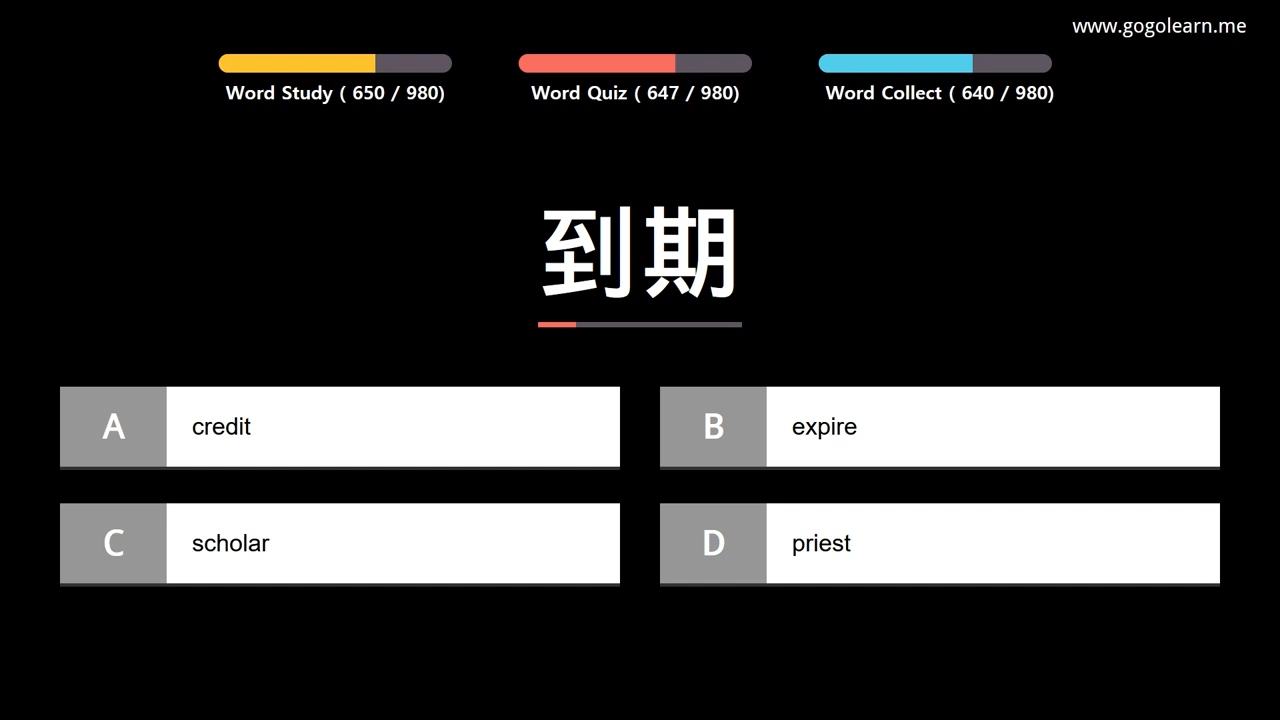 www.gogolearn.me
Word Study ( 650 / 980)
Word Quiz ( 647 / 980)
Word Collect ( 640 / 980)
到期
A credit
B expire
C scholar
D priest